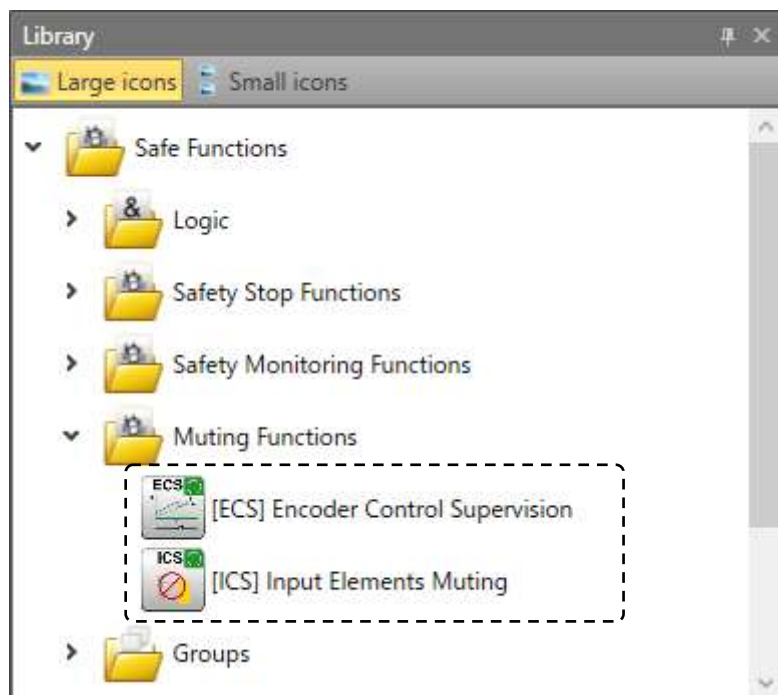 Library
Large icons Small icons
Safe Functions
&
Logic
Safety Stop Functions
Safety Monitoring Functions
Muting Functions
ECS
[ECS] Encoder Control Supervision
ICS
[ICS] Input Elements Muting
Groups